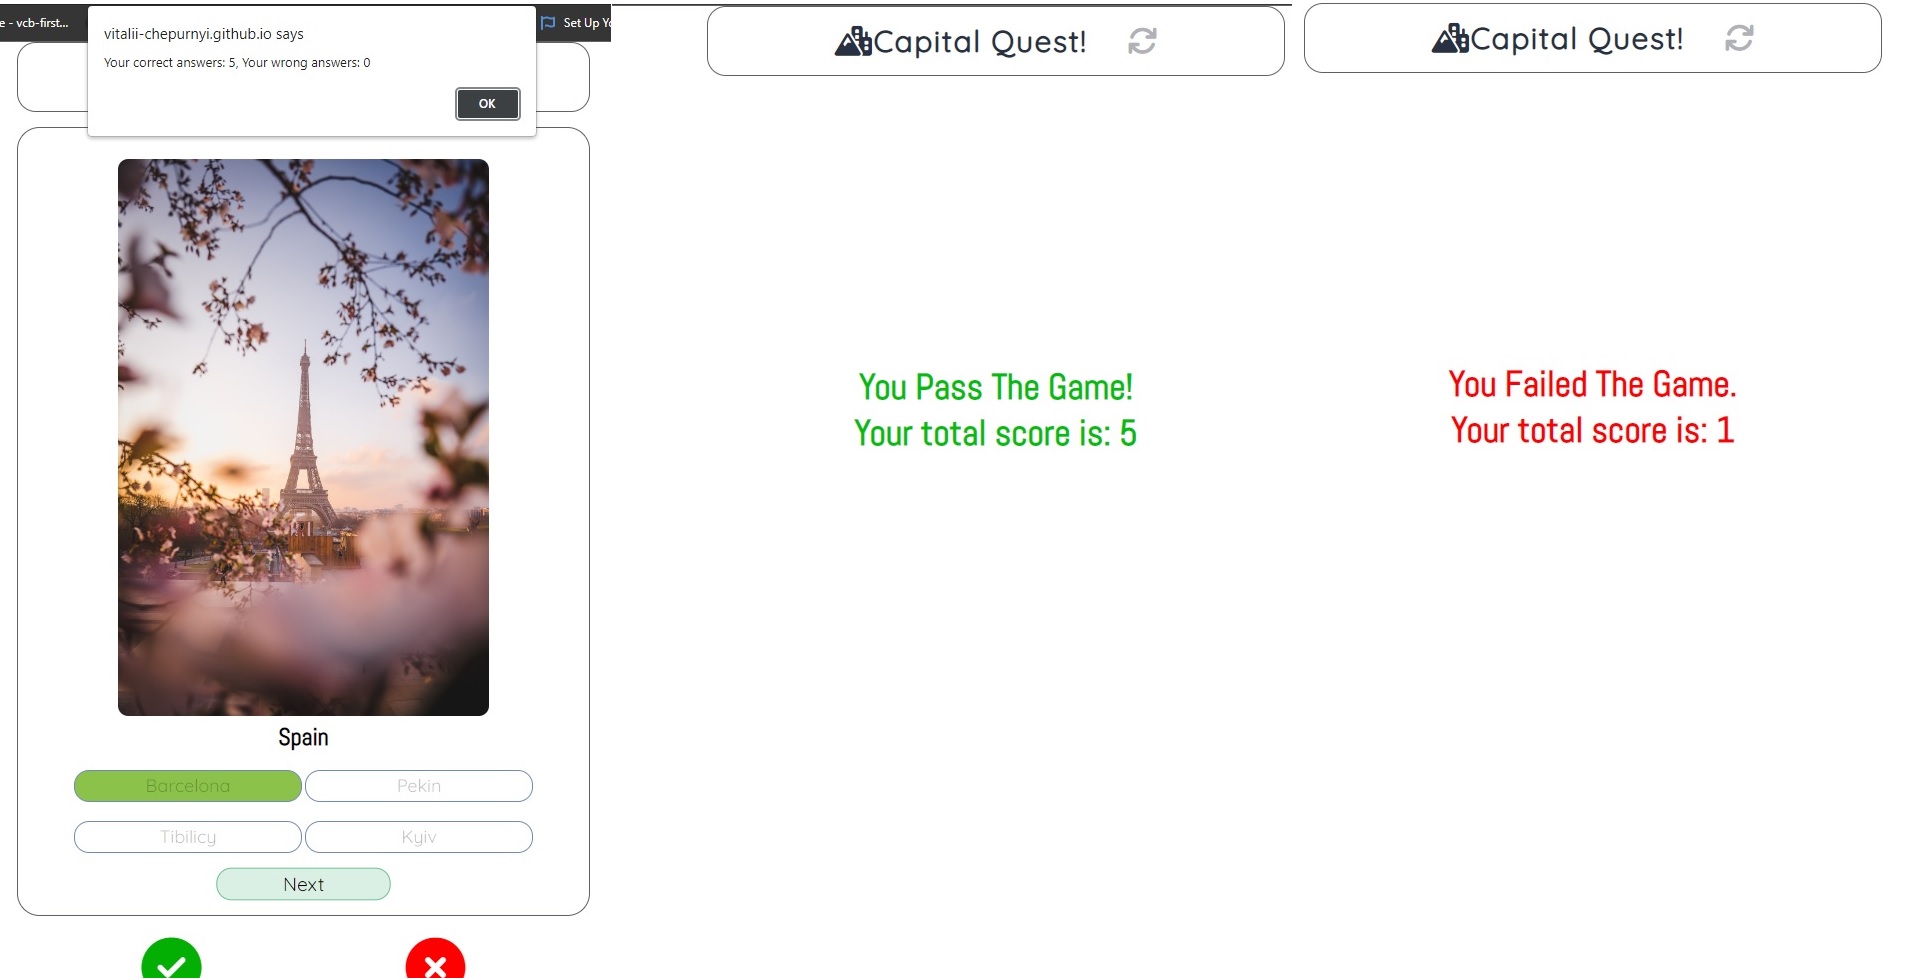 e - vcb-first...
Set Up Yo
vitalii-chepurnyi.github.io says
Your correct answers: 5, Your wrong answers: 0
OK
Spain
Barcelona
Pekin
Tibilicy
Kyiv
Next
Capital Quest!
You Pass The Game!
Your total score is: 5
Capital Quest!
You Failed The Game.
Your total score is: 1